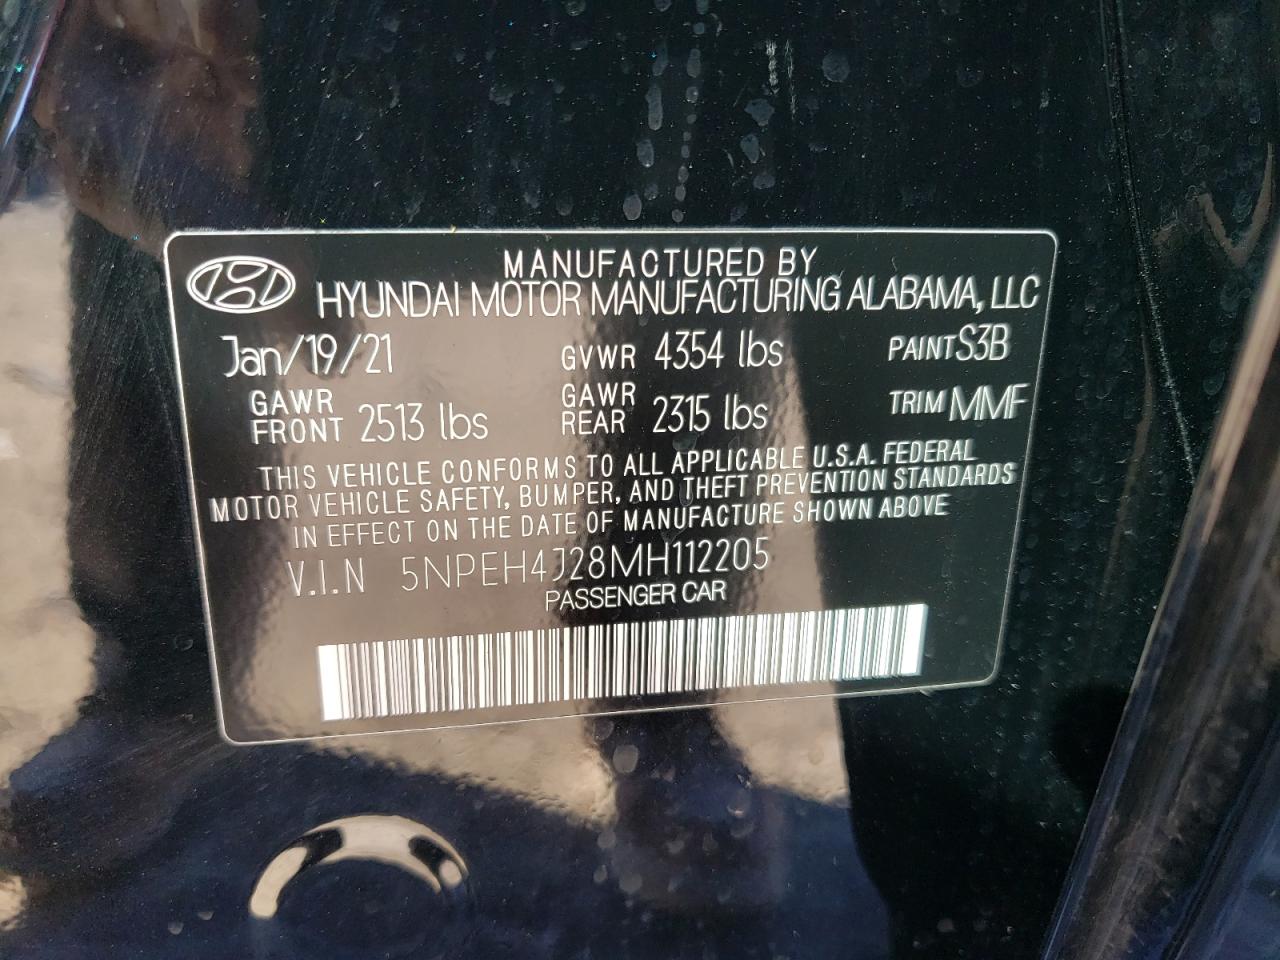 MANUFACTURED BY
HYUNDAI MOTOR MANUFACTURING ALABAMA, LLC
Jan/19/21 GVWR 4354 lbs PAINT S3B
GAWR FRONT 2513 lbs GAWR REAR 2315 lbs TRIM MMF
THIS VEHICLE CONFORMS TO ALL APPLICABLE U.S.A. FEDERAL
MOTOR VEHICLE SAFETY, BUMPER, AND THEFT PREVENTION STANDARDS
IN EFFECT ON THE DATE OF MANUFACTURE SHOWN ABOVE
V.I.N 5NPEH4J28MH112205
PASSENGER CAR